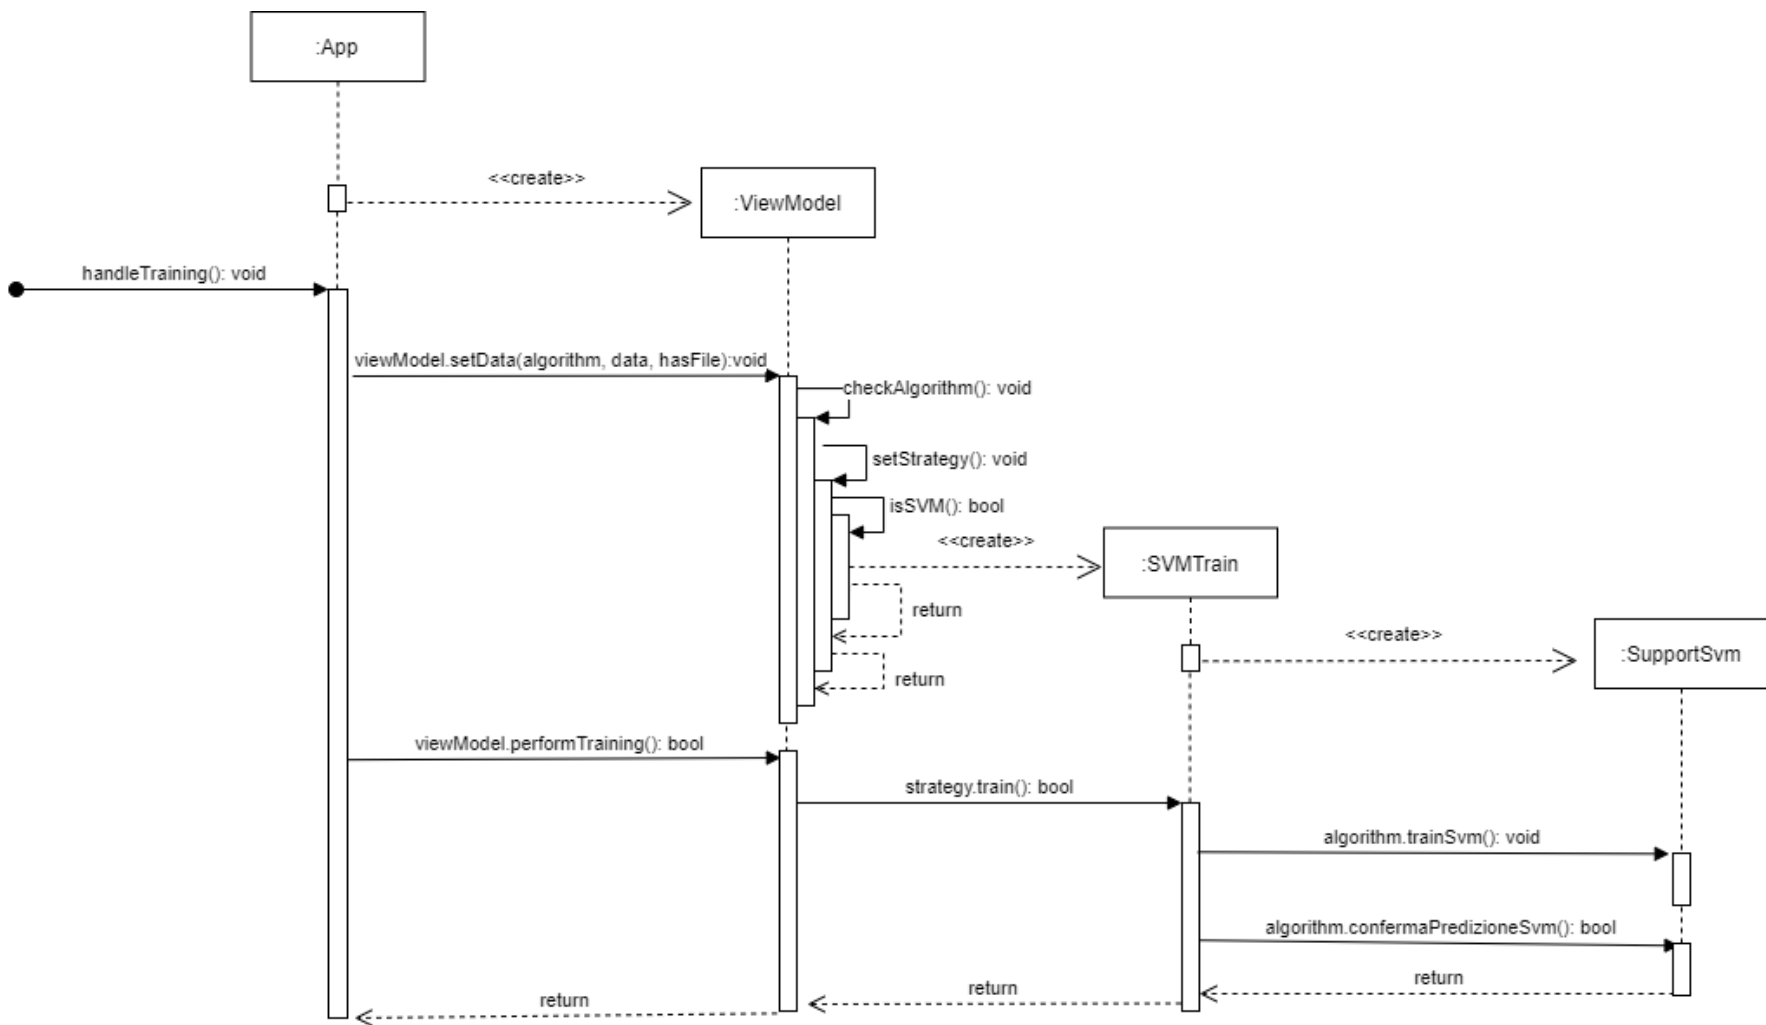 :App
<<create>>
:ViewModel
handleTraining(): void
viewModel.setData(algorithm, data, hasFile):void
checkAlgorithm(): void
setStrategy(): void
isSVM(): bool
<<create>>
:SVMTrain
return
<<create>>
:SupportSvm
return
viewModel.performTraining(): bool
strategy.train(): bool
algorithm.trainSvm(): void
algorithm.confermaPredizioneSvm(): bool
return
return
return